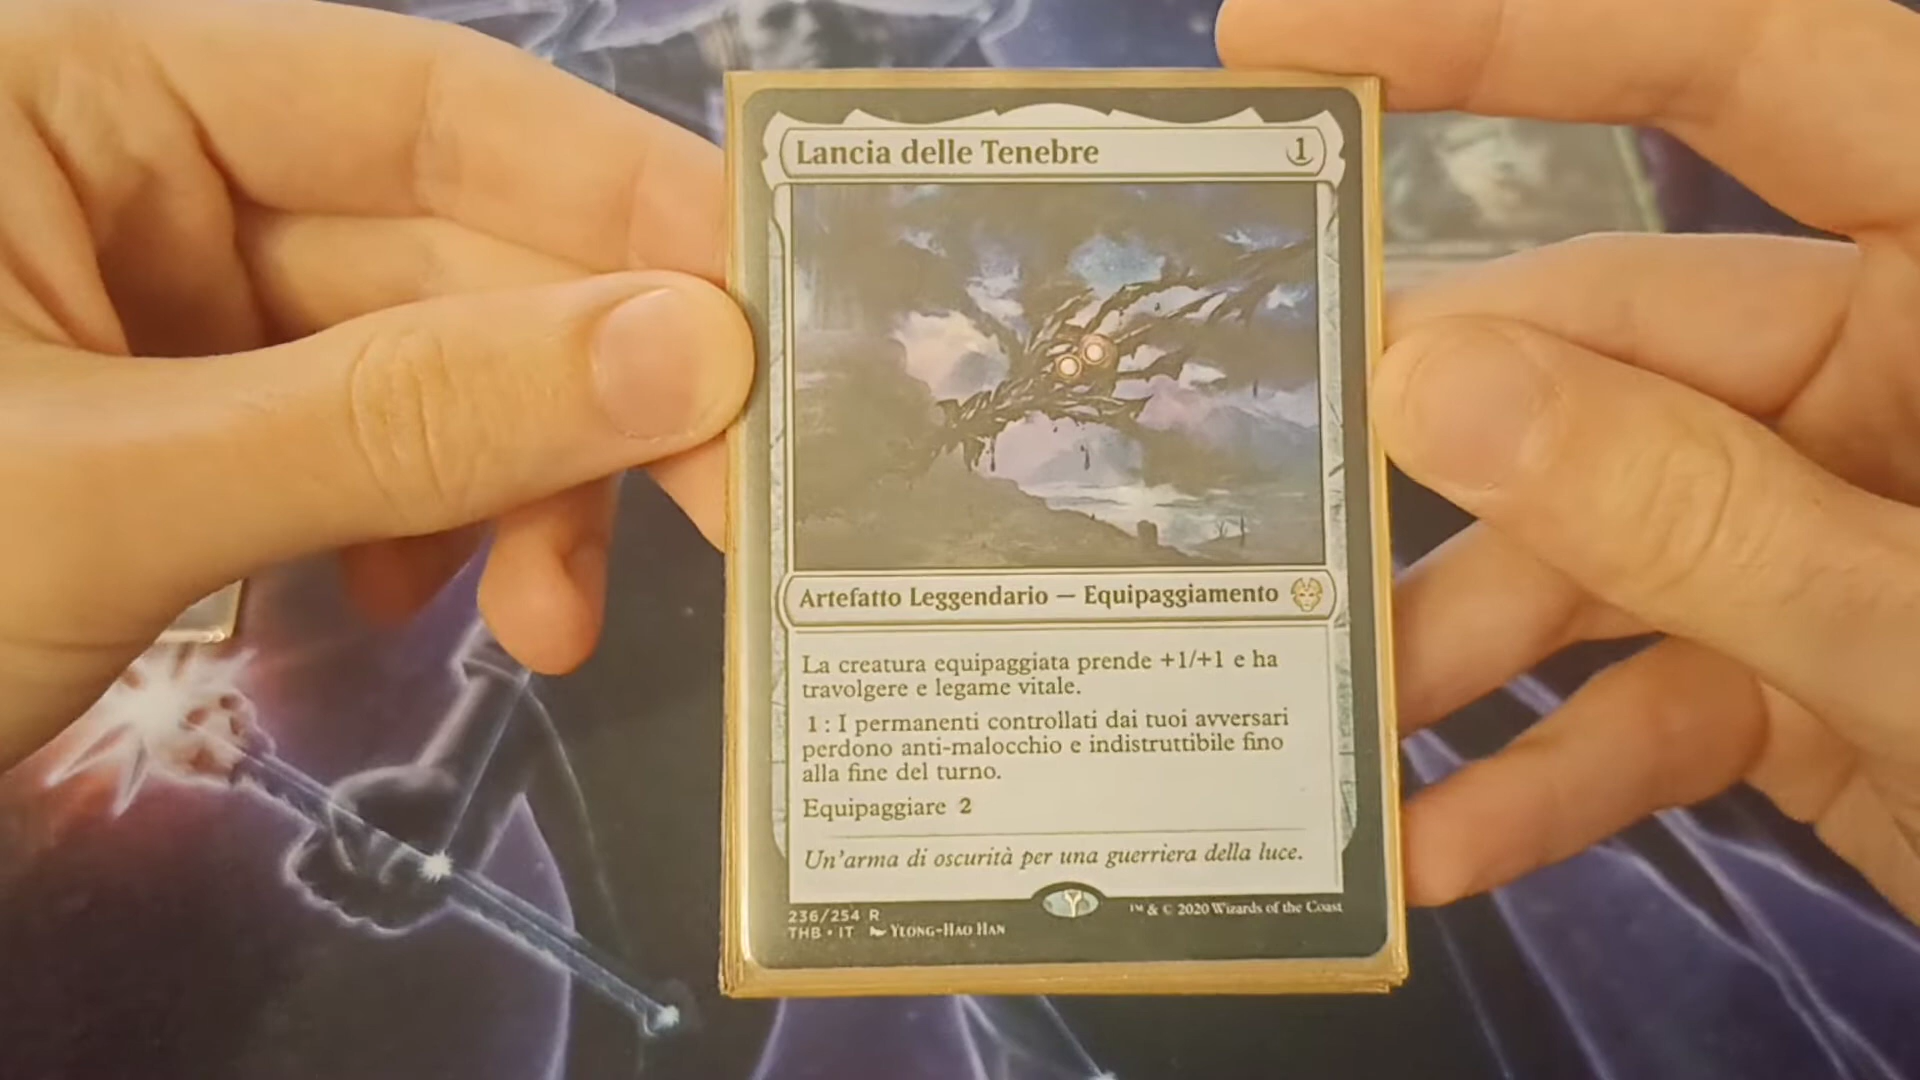 Lancia delle Tenebre 1
Artefatto Leggendario — Equipaggiamento
La creatura equipaggiata prende +1/+1 e ha
travolgere e legame vitale.
1 : I permanenti controllati dai tuoi avversari
perdono anti-malocchio e indistruttibile fino
alla fine del turno.
Equipaggiare 2
Un'arma di oscurità per una guerriera della luce.
236/254 R
THB • IT Yeong-Hao Han
™ & © 2020 Wizards of the Coast